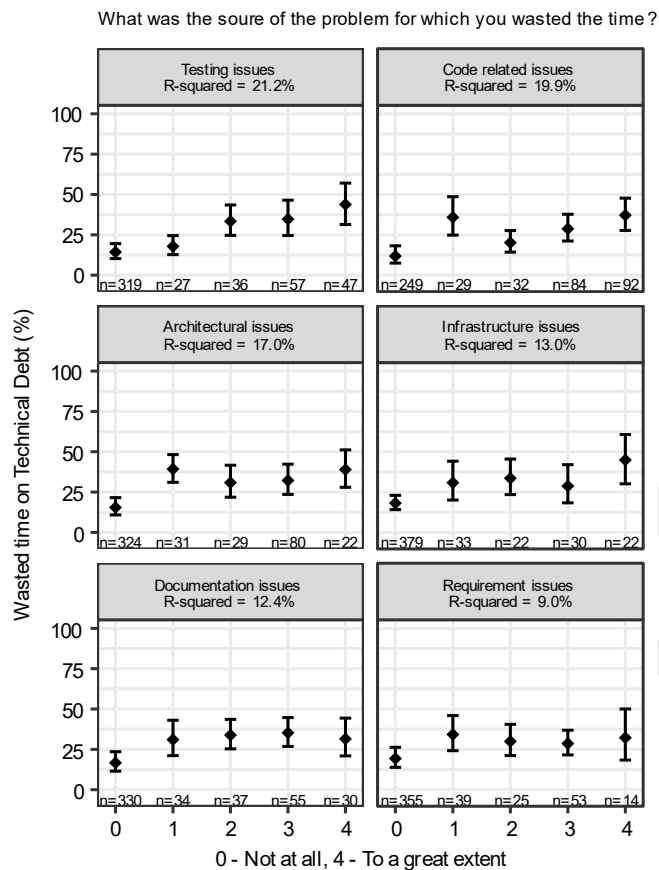 What was the soure of the problem for which you wasted the time?
Testing issues
R-squared = 21.2%
Code related issues
R-squared = 19.9%
100
75
50
25
0
n=319 n=27 n=36 n=57 n=47
n=249 n=29 n=32 n=84 n=92
Architectural issues
R-squared = 17.0%
Infrastructure issues
R-squared = 13.0%
100
75
50
25
0
n=324 n=31 n=29 n=80 n=22
n=379 n=33 n=22 n=30 n=22
Documentation issues
R-squared = 12.4%
Requirement issues
R-squared = 9.0%
100
75
50
25
0
n=330 n=34 n=37 n=55 n=30
n=355 n=39 n=25 n=53 n=14
0 1 2 3 4
0 1 2 3 4
Wasted time on Technical Debt (%)
0 - Not at all, 4 - To a great extent